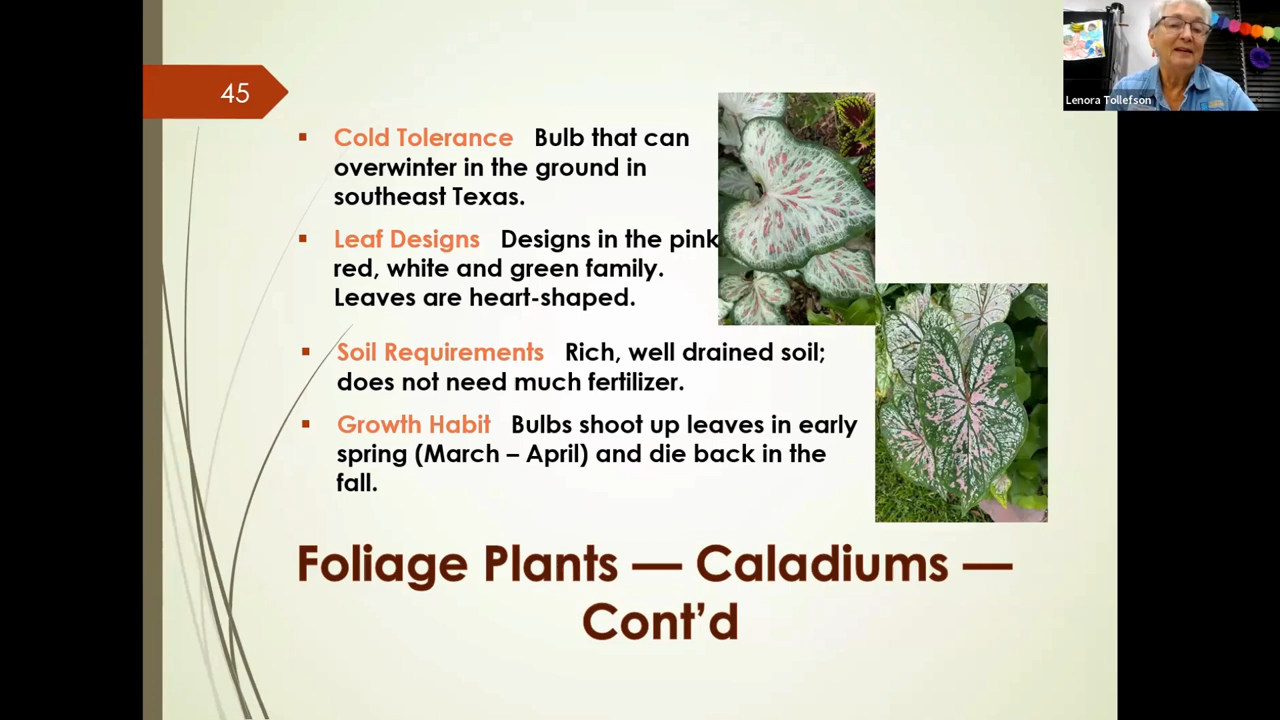 45
Lenora Tollefson
Cold Tolerance Bulb that can
overwinter in the ground in
southeast Texas.
Leaf Designs Designs in the pink
red, white and green family.
Leaves are heart-shaped.
Soil Requirements Rich, well drained soil;
does not need much fertilizer.
Growth Habit Bulbs shoot up leaves in early
spring (March – April) and die back in the
fall.
Foliage Plants — Caladiums —
Cont’d